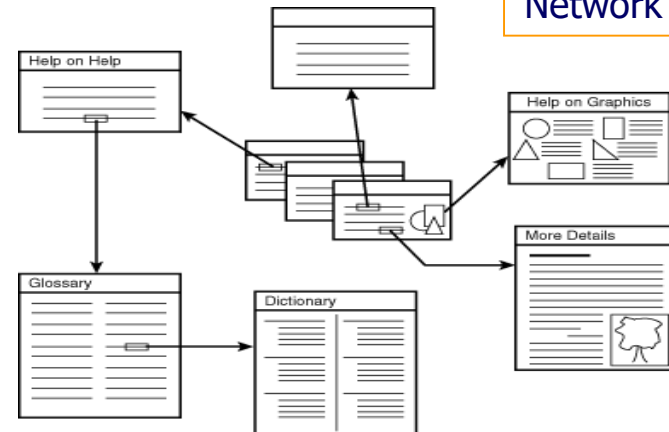 Network
Help on Help
Help on Graphics
More Details
Glossary
Dictionary